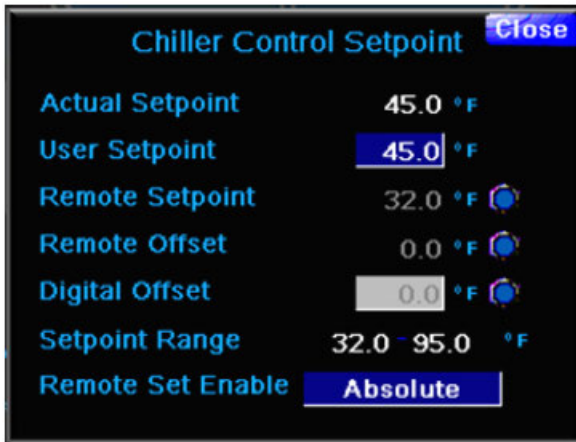 Chiller Control Setpoint Close
Actual Setpoint 45.0 °F
User Setpoint 45.0 °F
Remote Setpoint 32.0 °F
Remote Offset 0.0 °F
Digital Offset 0.0 °F
Setpoint Range 32.0 - 95.0 °F
Remote Set Enable Absolute